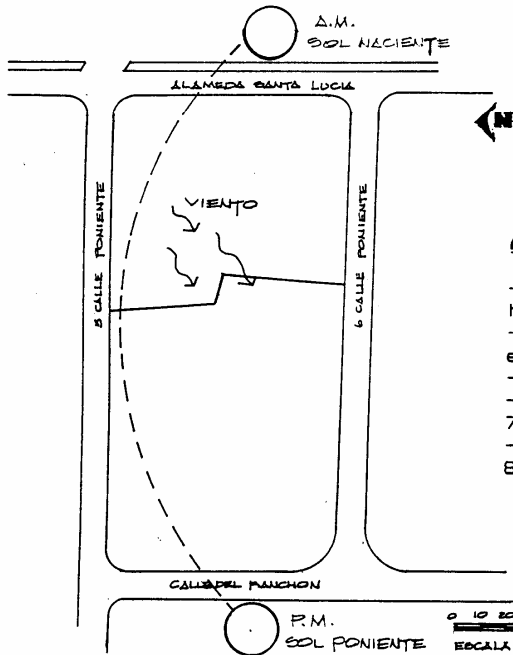 A.M.
SOL NACIENTE
ALAMEDA SANTA LUCIA
N
VIENTO
5 CALLE PONIENTE
6 CALLE PONIENTE
CALLE DEL RANCHON
P.M.
SOL PONIENTE
0 10 20
ESCALA